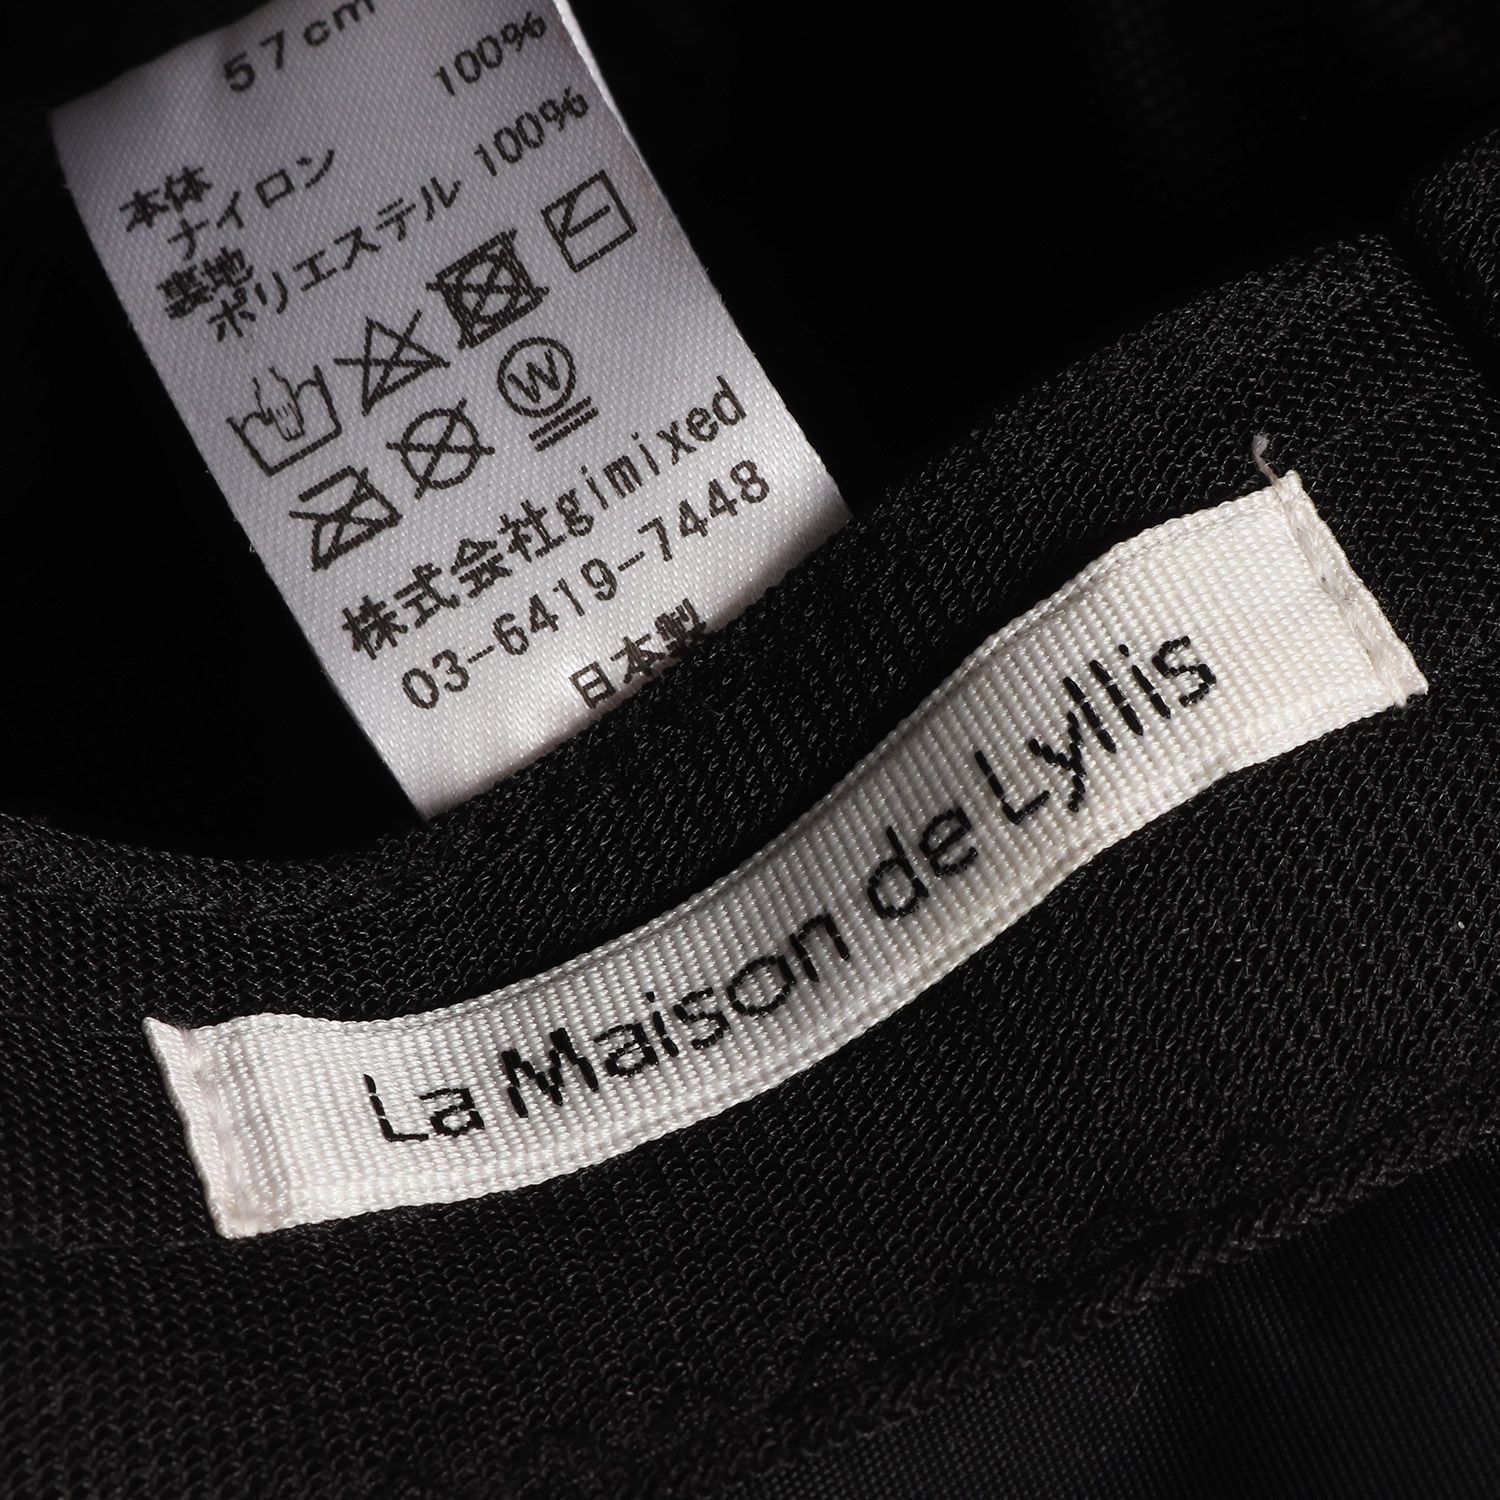 57cm
本体
ナイロン 100%
裏地
ポリエステル 100%
W
株式会社gimixed
03-6419-7448
日本製
La Maison de Lyllis